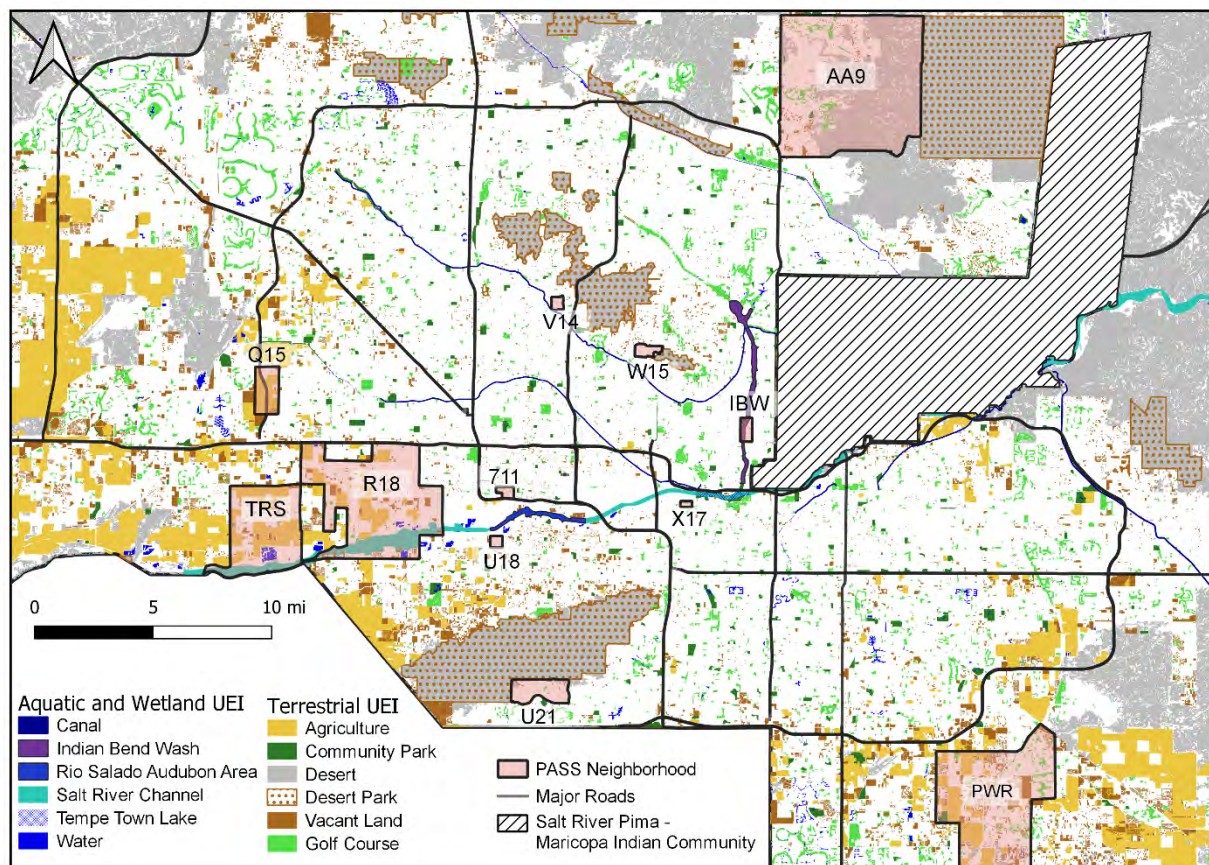 AA9
V14
Q15
W15
IBW
711
R18
TRS
X17
U18
0 5 10 mi
U21
PWR
Aquatic and Wetland UEI
Canal
Indian Bend Wash
Rio Salado Audubon Area
Salt River Channel
Tempe Town Lake
Water
Terrestrial UEI
Agriculture
Community Park
Desert
Desert Park
Vacant Land
Golf Course
PASS Neighborhood
Major Roads
Salt River Pima -
Maricopa Indian Community